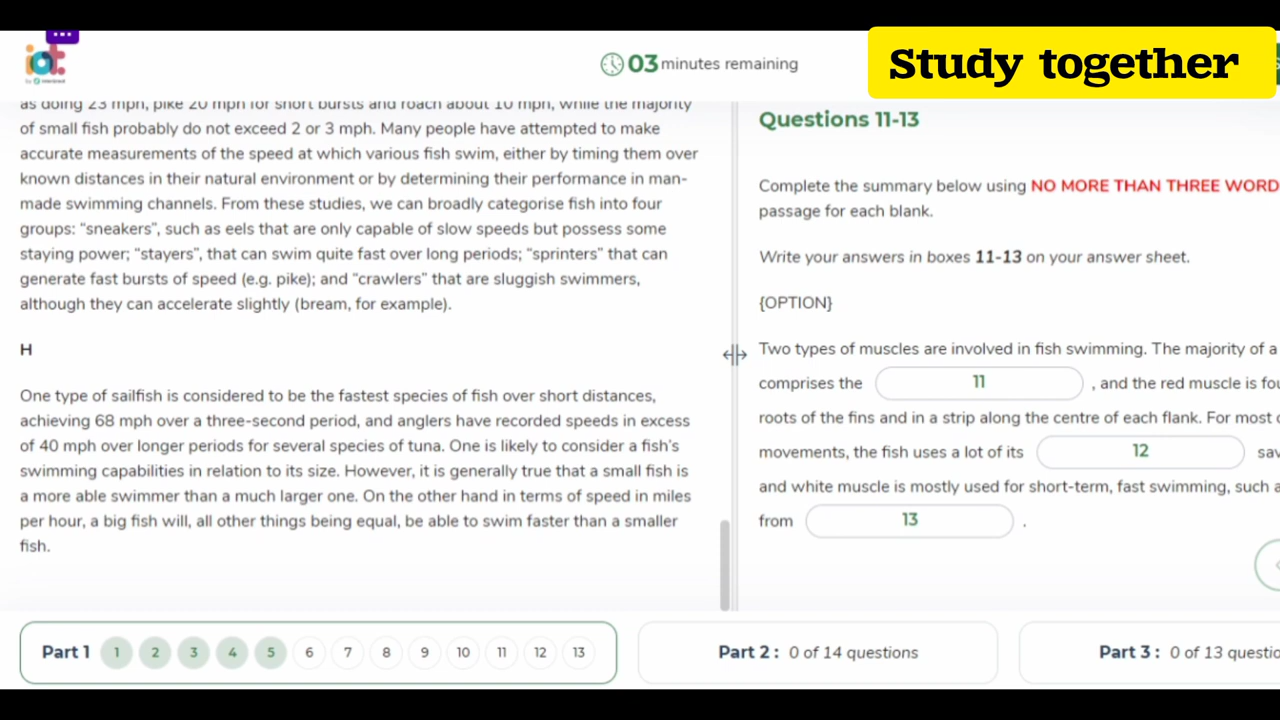 iot
03 minutes remaining
Study together
as doing 23 mph, pike 20 mph for short bursts and roach about 10 mph, while the majority
of small fish probably do not exceed 2 or 3 mph. Many people have attempted to make
accurate measurements of the speed at which various fish swim, either by timing them over
known distances in their natural environment or by determining their performance in man-
made swimming channels. From these studies, we can broadly categorise fish into four
groups: “sneakers”, such as eels that are only capable of slow speeds but possess some
staying power; “stayers”, that can swim quite fast over long periods; “sprinters” that can
generate fast bursts of speed (e.g. pike); and “crawlers” that are sluggish swimmers,
although they can accelerate slightly (bream, for example).
H
One type of sailfish is considered to be the fastest species of fish over short distances,
achieving 68 mph over a three-second period, and anglers have recorded speeds in excess
of 40 mph over longer periods for several species of tuna. One is likely to consider a fish’s
swimming capabilities in relation to its size. However, it is generally true that a small fish is
a more able swimmer than a much larger one. On the other hand in terms of speed in miles
per hour, a big fish will, all other things being equal, be able to swim faster than a smaller
fish.
Questions 11-13
Complete the summary below using NO MORE THAN THREE WORD
passage for each blank.
Write your answers in boxes 11-13 on your answer sheet.
{OPTION}
Two types of muscles are involved in fish swimming. The majority of a
comprises the 11 , and the red muscle is fou
roots of the fins and in a strip along the centre of each flank. For most o
movements, the fish uses a lot of its 12 sav
and white muscle is mostly used for short-term, fast swimming, such a
from 13 .
Part 1 1 2 3 4 5 6 7 8 9 10 11 12 13
Part 2 : 0 of 14 questions
Part 3 : 0 of 13 questio